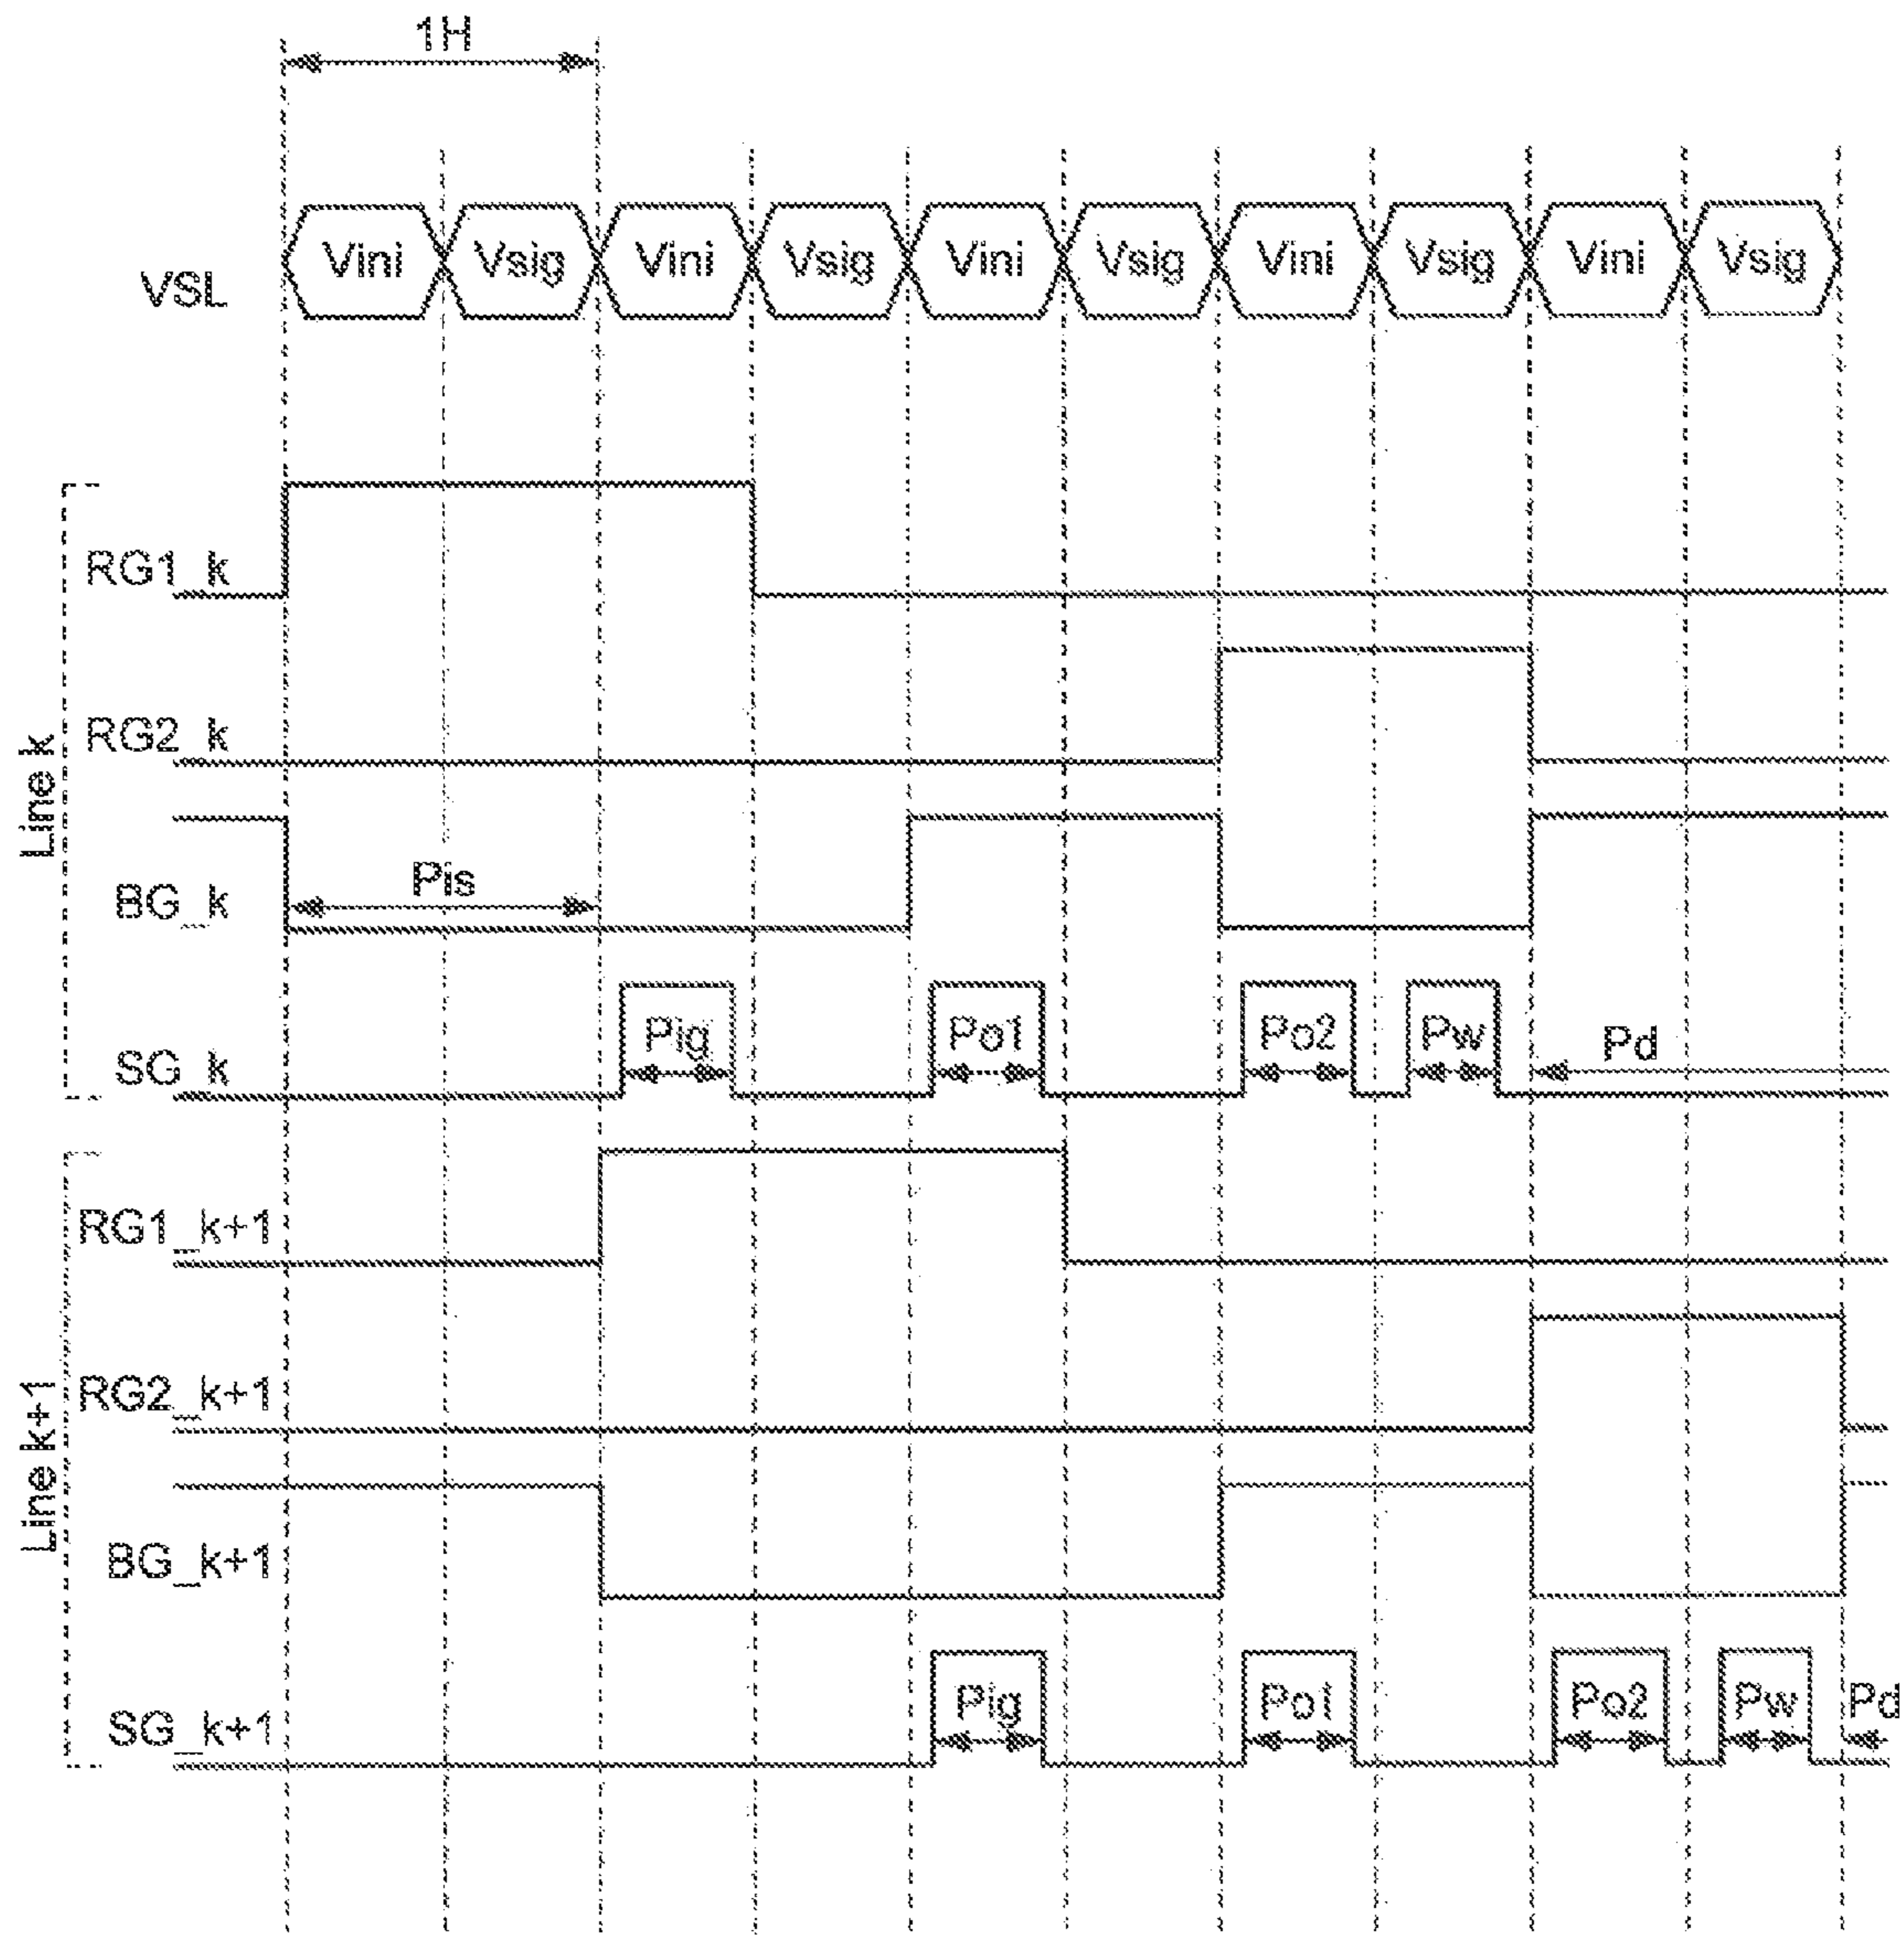 1H
VSL Vini Vsig Vini Vsig Vini Vsig Vini Vsig Vini Vsig
Line k
RG1_k
RG2_k
BG_k Pis
SG_k Pig Po1 Po2 Pw Pd
Line k+1
RG1_k+1
RG2_k+1
BG_k+1
SG_k+1 Pig Po1 Po2 Pw Pd